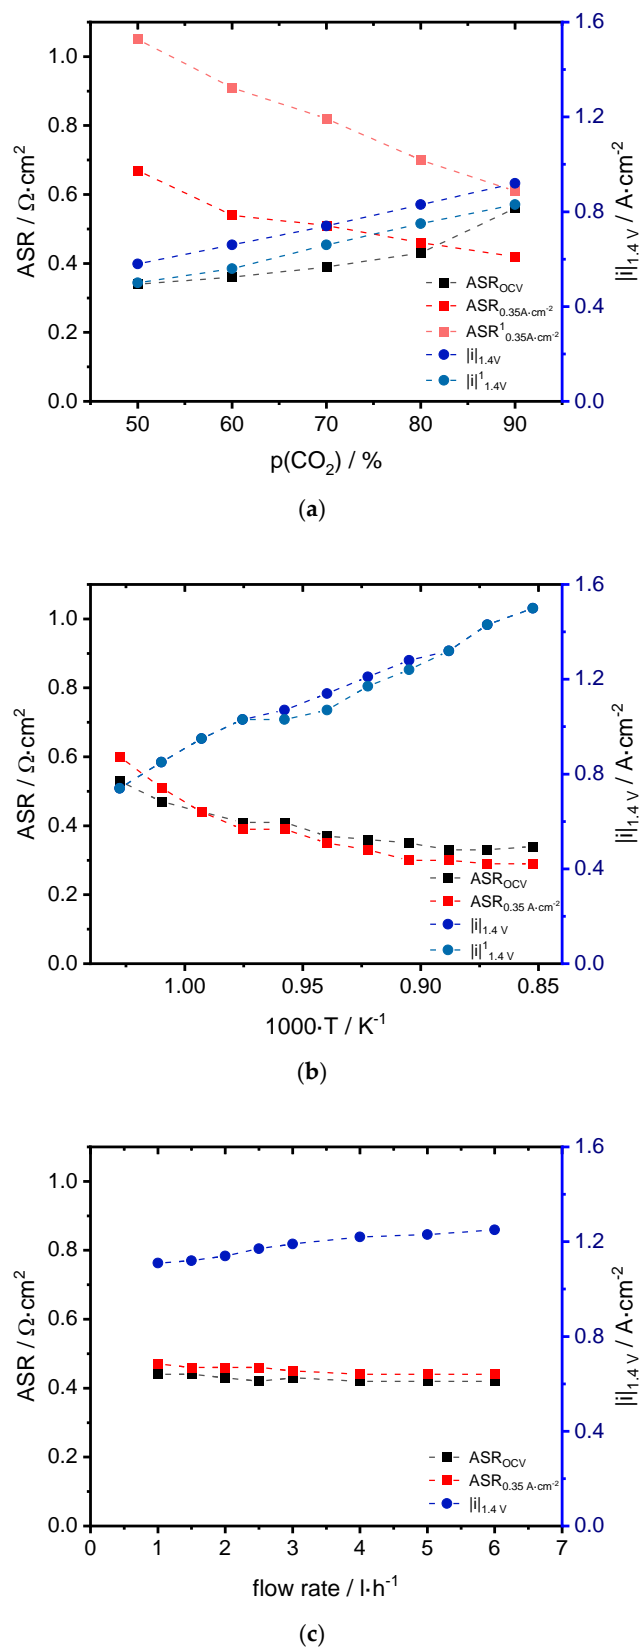 1.0
0.8
0.6
0.4
0.2
0.0
ASR / Ω·cm²
1.6
1.2
0.8
0.4
0.0
|i|1.4 V / A·cm⁻²
ASR_OCV
ASR_0.35A·cm⁻²
ASR¹_0.35A·cm⁻²
|i|1.4V
|i|¹1.4V
50 60 70 80 90
p(CO₂) / %
(a)
1.0
0.8
0.6
0.4
0.2
0.0
ASR / Ω·cm²
1.6
1.2
0.8
0.4
0.0
|i|1.4 V / A·cm⁻²
ASR_OCV
ASR_0.35 A·cm⁻²
|i|1.4 V
|i|¹1.4 V
1.00 0.95 0.90 0.85
1000·T / K⁻¹
(b)
1.0
0.8
0.6
0.4
0.2
0.0
ASR / Ω·cm²
1.6
1.2
0.8
0.4
0.0
|i|1.4 V / A·cm⁻²
ASR_OCV
ASR_0.35 A·cm⁻²
|i|1.4 V
0 1 2 3 4 5 6 7
flow rate / l·h⁻¹
(c)